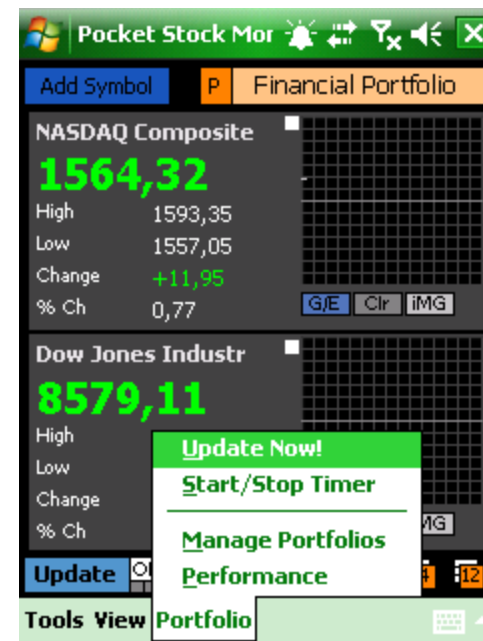 Pocket Stock Mor
Add Symbol P Financial Portfolio
NASDAQ Composite
1564,32
High 1593,35
Low 1557,05
Change +11,95
% Ch 0,77
G/E Clr iMG
Dow Jones Industr
8579,11
High
Low
Change
% Ch
Update Now!
Start/Stop Timer
Manage Portfolios
Performance
Update 12
Tools View Portfolio